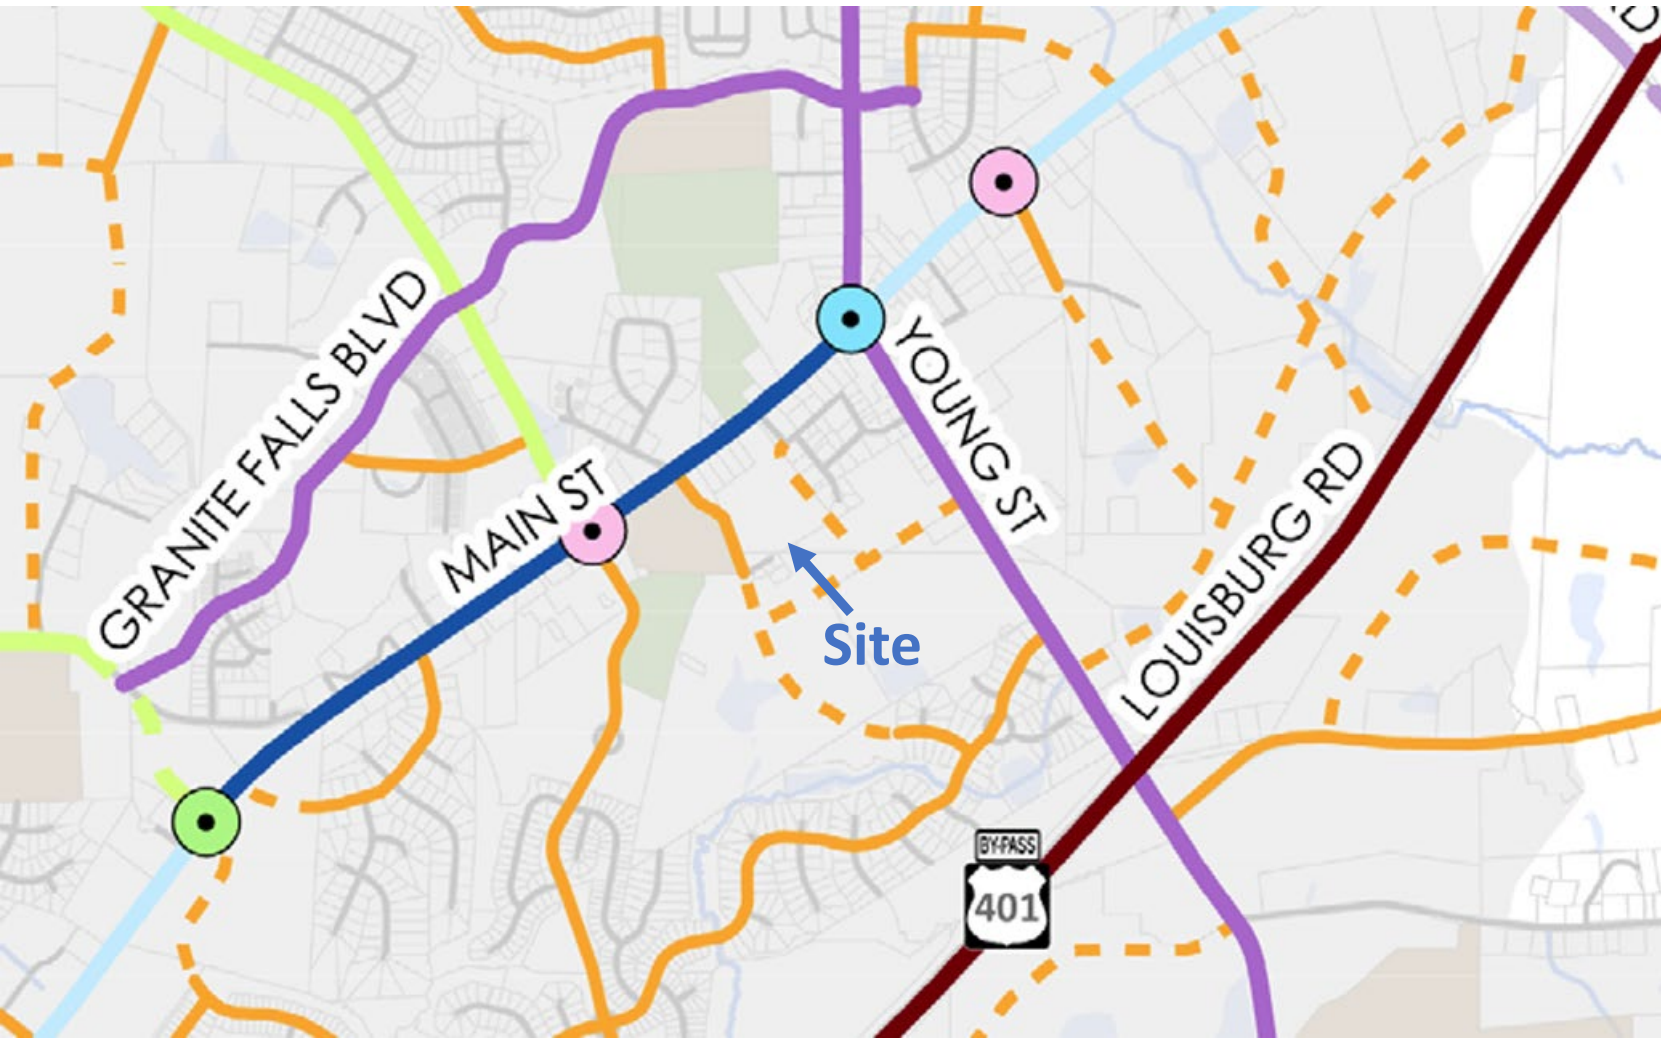 GRANITE FALLS BLVD
MAIN ST
YOUNG ST
LOUISBURG RD
Site
BY-PASS
401